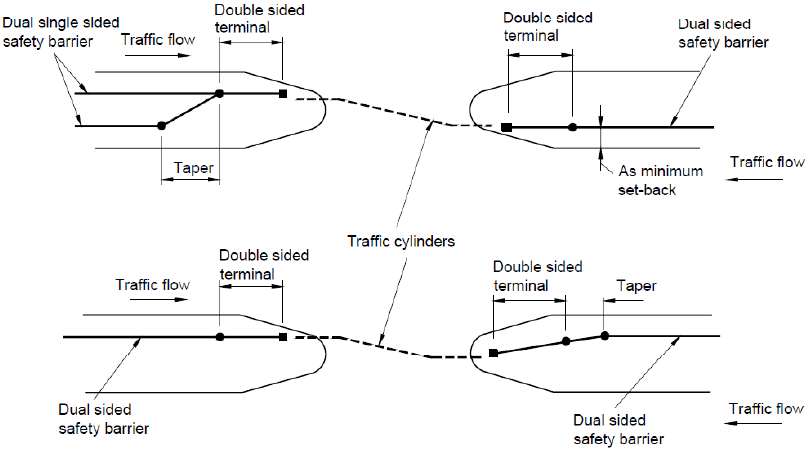 Dual single sided
safety barrier
Traffic flow
Double sided
terminal
Double sided
terminal
Dual sided
safety barrier
Taper
As minimum
set-back
Traffic flow
Traffic cylinders
Traffic flow
Double sided
terminal
Double sided
terminal
Taper
Dual sided
safety barrier
Dual sided
safety barrier
Traffic flow